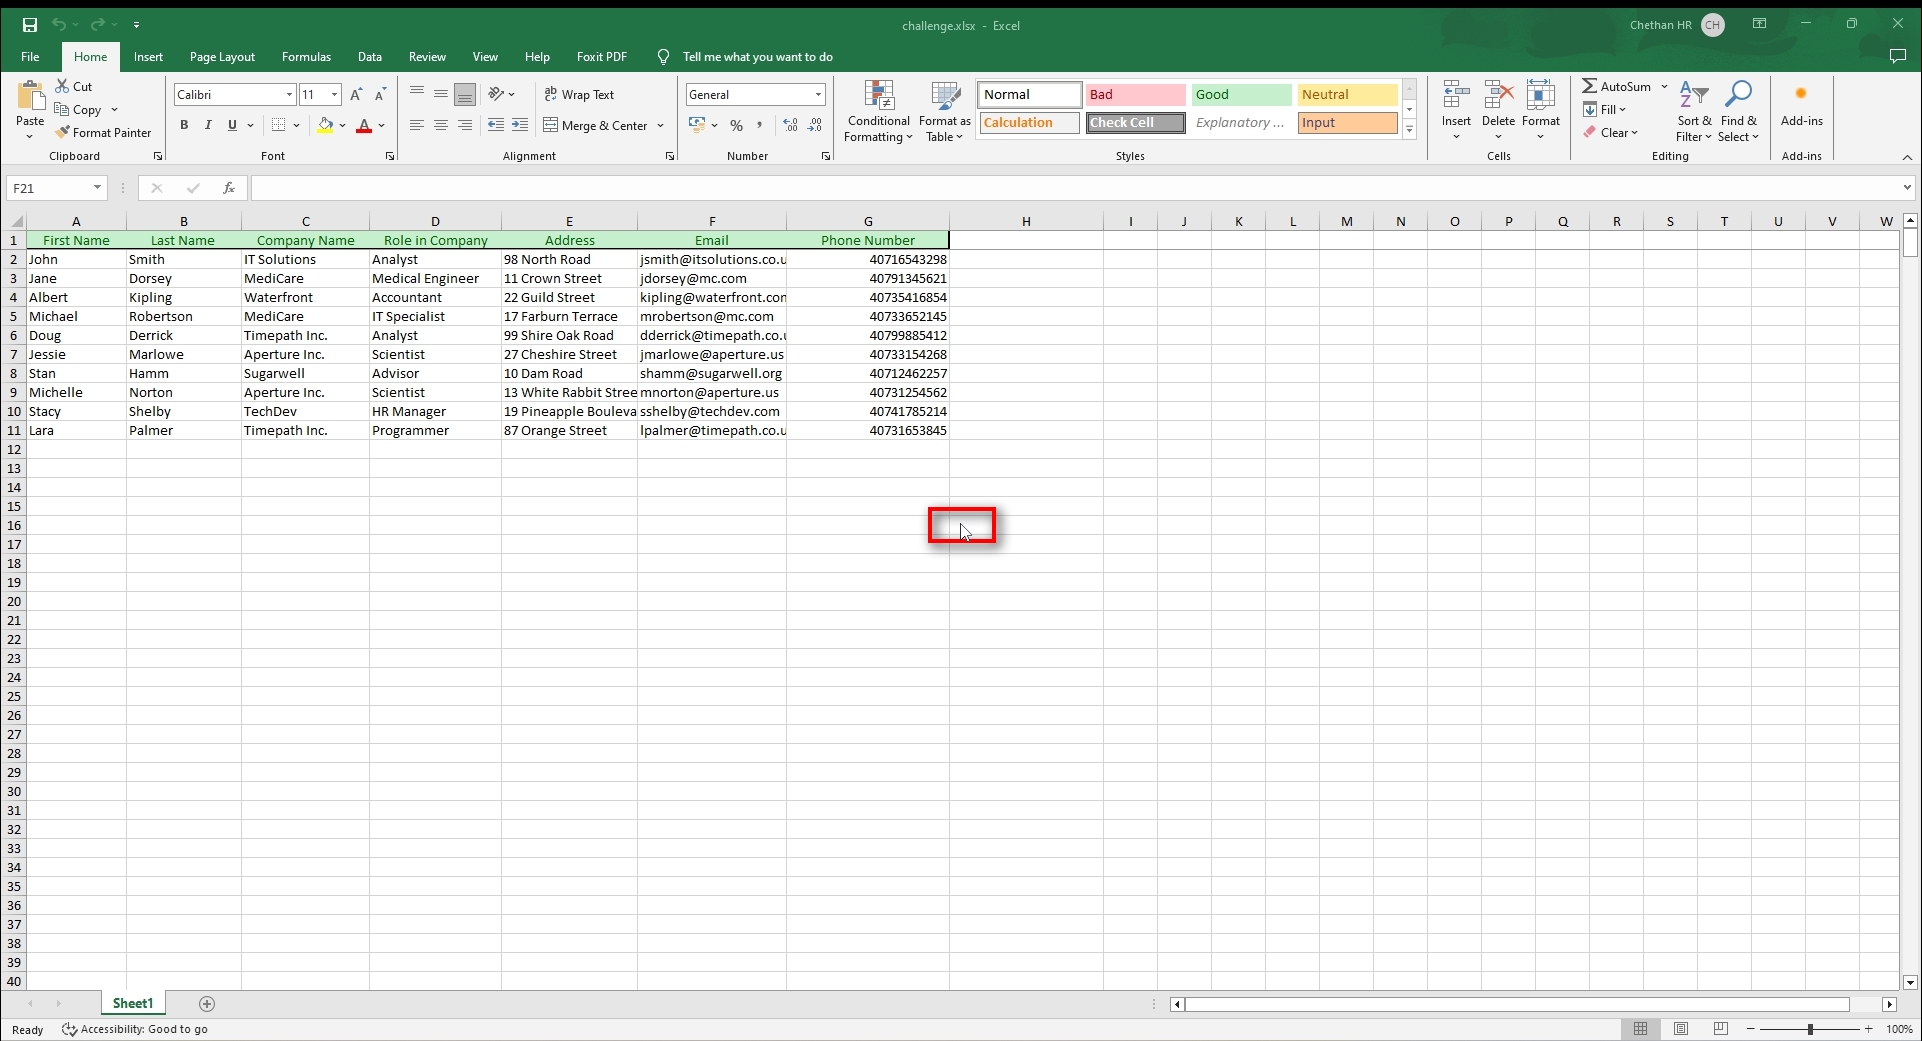 challenge.xlsx - Excel
Chethan HR CH
File Home Insert Page Layout Formulas Data Review View Help Foxit PDF Tell me what you want to do
Paste
Cut
Copy
Format Painter
Clipboard
Calibri 11
B I U A
Font
Wrap Text
Merge & Center
Alignment
General
%
Number
Conditional Formatting
Format as Table
Normal Bad Good Neutral
Calculation Check Cell Explanatory ... Input
Styles
Insert Delete Format
Cells
AutoSum
Fill
Clear
Sort & Filter
Find & Select
Editing
Add-ins
Add-ins
F21 fx
A B C D E F G H I J K L M N O P Q R S T U V W
1 First Name Last Name Company Name Role in Company Address Email Phone Number
2 John Smith IT Solutions Analyst 98 North Road jsmith@itsolutions.co.u 40716543298
3 Jane Dorsey MediCare Medical Engineer 11 Crown Street jdorsey@mc.com 40791345621
4 Albert Kipling Waterfront Accountant 22 Guild Street kipling@waterfront.com 40735416854
5 Michael Robertson MediCare IT Specialist 17 Farburn Terrace mrobertson@mc.com 40733652145
6 Doug Derrick Timepath Inc. Analyst 99 Shire Oak Road dderrick@timepath.co.u 40799885412
7 Jessie Marlowe Aperture Inc. Scientist 27 Cheshire Street jmarlowe@aperture.us 40733154268
8 Stan Hamm Sugarwell Advisor 10 Dam Road shamm@sugarwell.org 40712462257
9 Michelle Norton Aperture Inc. Scientist 13 White Rabbit Stree mnorton@aperture.us 40731254562
10 Stacy Shelby TechDev HR Manager 19 Pineapple Bouleva sshelby@techdev.com 40741785214
11 Lara Palmer Timepath Inc. Programmer 87 Orange Street lpalmer@timepath.co.u 40731653845
12
13
14
15
16
17
18
19
20
21
22
23
24
25
26
27
28
29
30
31
32
33
34
35
36
37
38
39
40
Sheet1
Ready Accessibility: Good to go 100%